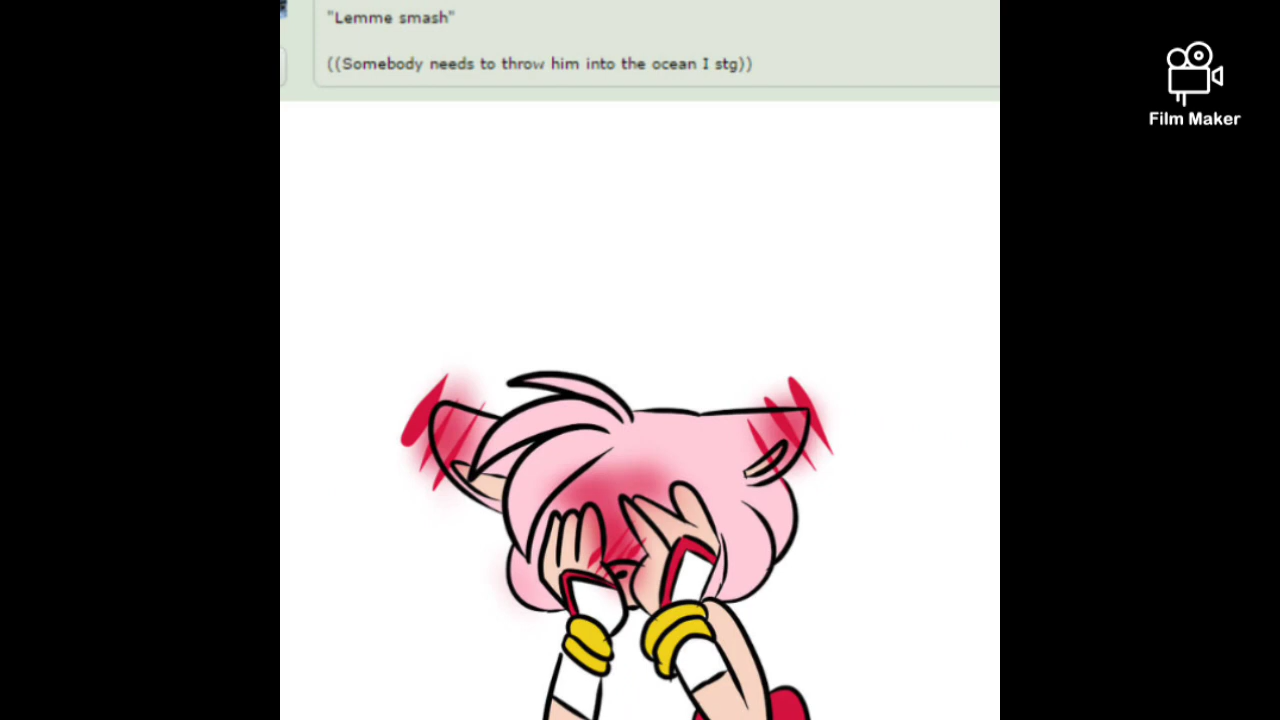 "Lemme smash"
((Somebody needs to throw him into the ocean I stg))
Film Maker